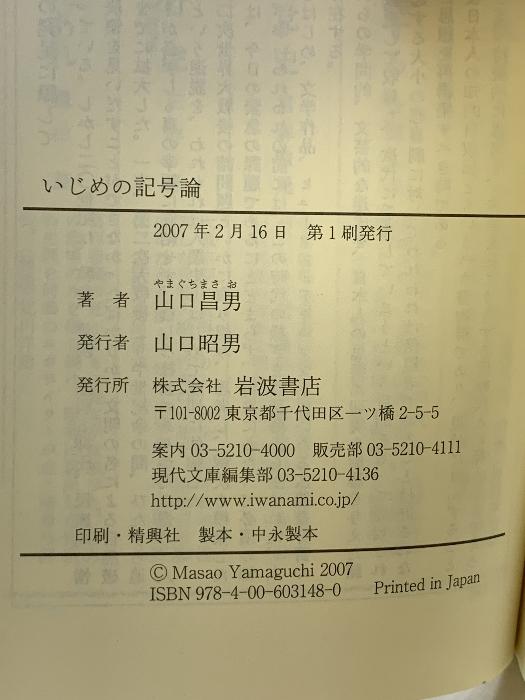 いじめの記号論
2007年2月16日　第1刷発行
やまぐちまさお
著　者　山口昌男
発行者　山口昭男
発行所　株式会社　岩波書店
〒101-8002 東京都千代田区一ツ橋 2-5-5
案内 03-5210-4000　販売部 03-5210-4111
現代文庫編集部 03-5210-4136
http://www.iwanami.co.jp/
印刷・精興社　製本・中永製本
© Masao Yamaguchi 2007
ISBN 978-4-00-603148-0　Printed in Japan